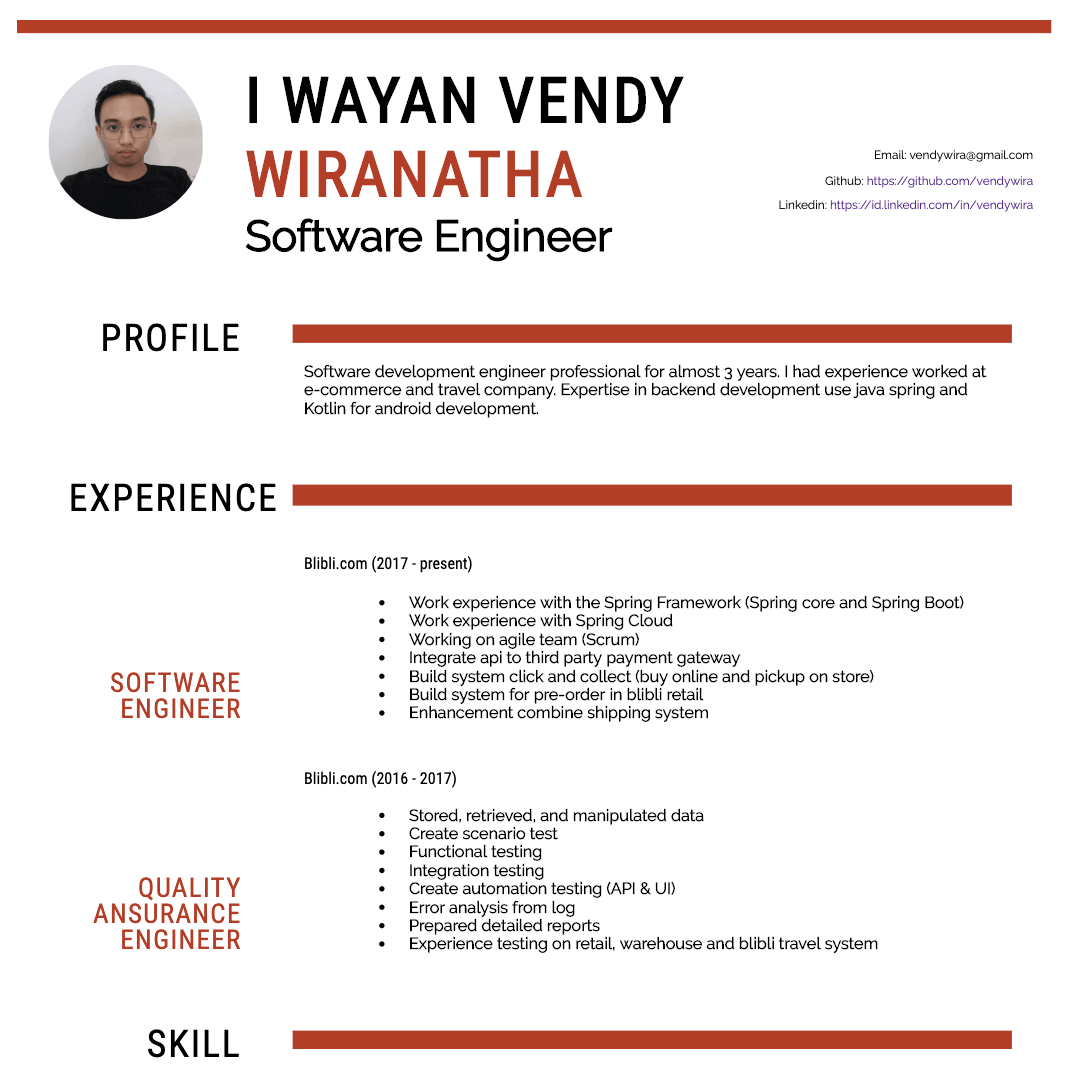 I WAYAN VENDY
WIRANATHA
Software Engineer
Email: vendywira@gmail.com
Github: https://github.com/vendywira
Linkedin: https://id.linkedin.com/in/vendywira
PROFILE
Software development engineer professional for almost 3 years. I had experience worked at
e-commerce and travel company. Expertise in backend development use java spring and
Kotlin for android development.
EXPERIENCE
SOFTWARE
ENGINEER
Blibli.com (2017 - present)
• Work experience with the Spring Framework (Spring core and Spring Boot)
• Work experience with Spring Cloud
• Working on agile team (Scrum)
• Integrate api to third party payment gateway
• Build system click and collect (buy online and pickup on store)
• Build system for pre-order in blibli retail
• Enhancement combine shipping system
QUALITY
ANSURANCE
ENGINEER
Blibli.com (2016 - 2017)
• Stored, retrieved, and manipulated data
• Create scenario test
• Functional testing
• Integration testing
• Create automation testing (API & UI)
• Error analysis from log
• Prepared detailed reports
• Experience testing on retail, warehouse and blibli travel system
SKILL